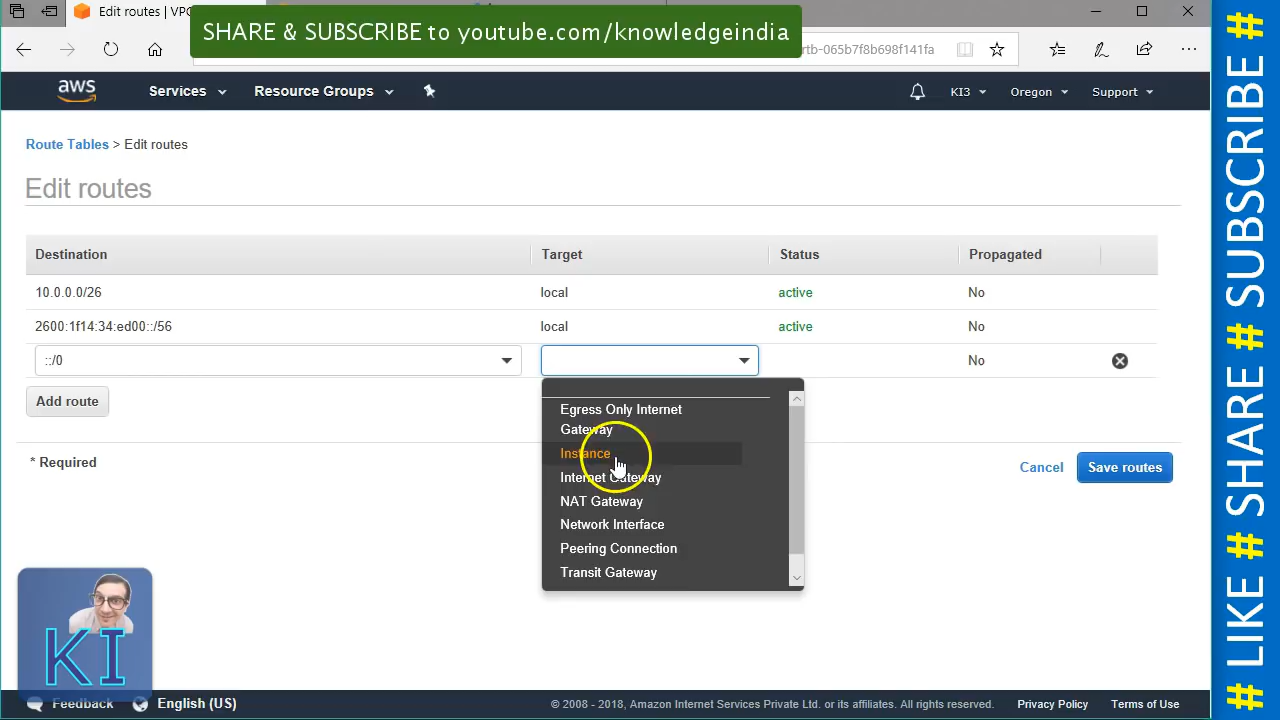 Edit routes | VPC
SHARE & SUBSCRIBE to youtube.com/knowledgeindia
rtb-065b7f8b698f141fa
aws
Services
Resource Groups
KI3
Oregon
Support
Route Tables > Edit routes
Edit routes
Destination Target Status Propagated
10.0.0.0/26 local active No
2600:1f14:34:ed00::/56 local active No
::/0 No
Add route
Egress Only Internet
Gateway
Instance
Internet Gateway
NAT Gateway
Network Interface
Peering Connection
Transit Gateway
* Required
Cancel
Save routes
KI
Feedback
English (US)
© 2008 - 2018, Amazon Internet Services Private Ltd. or its affiliates. All rights reserved.
Privacy Policy
Terms of Use
# LIKE # SHARE # SUBSCRIBE #